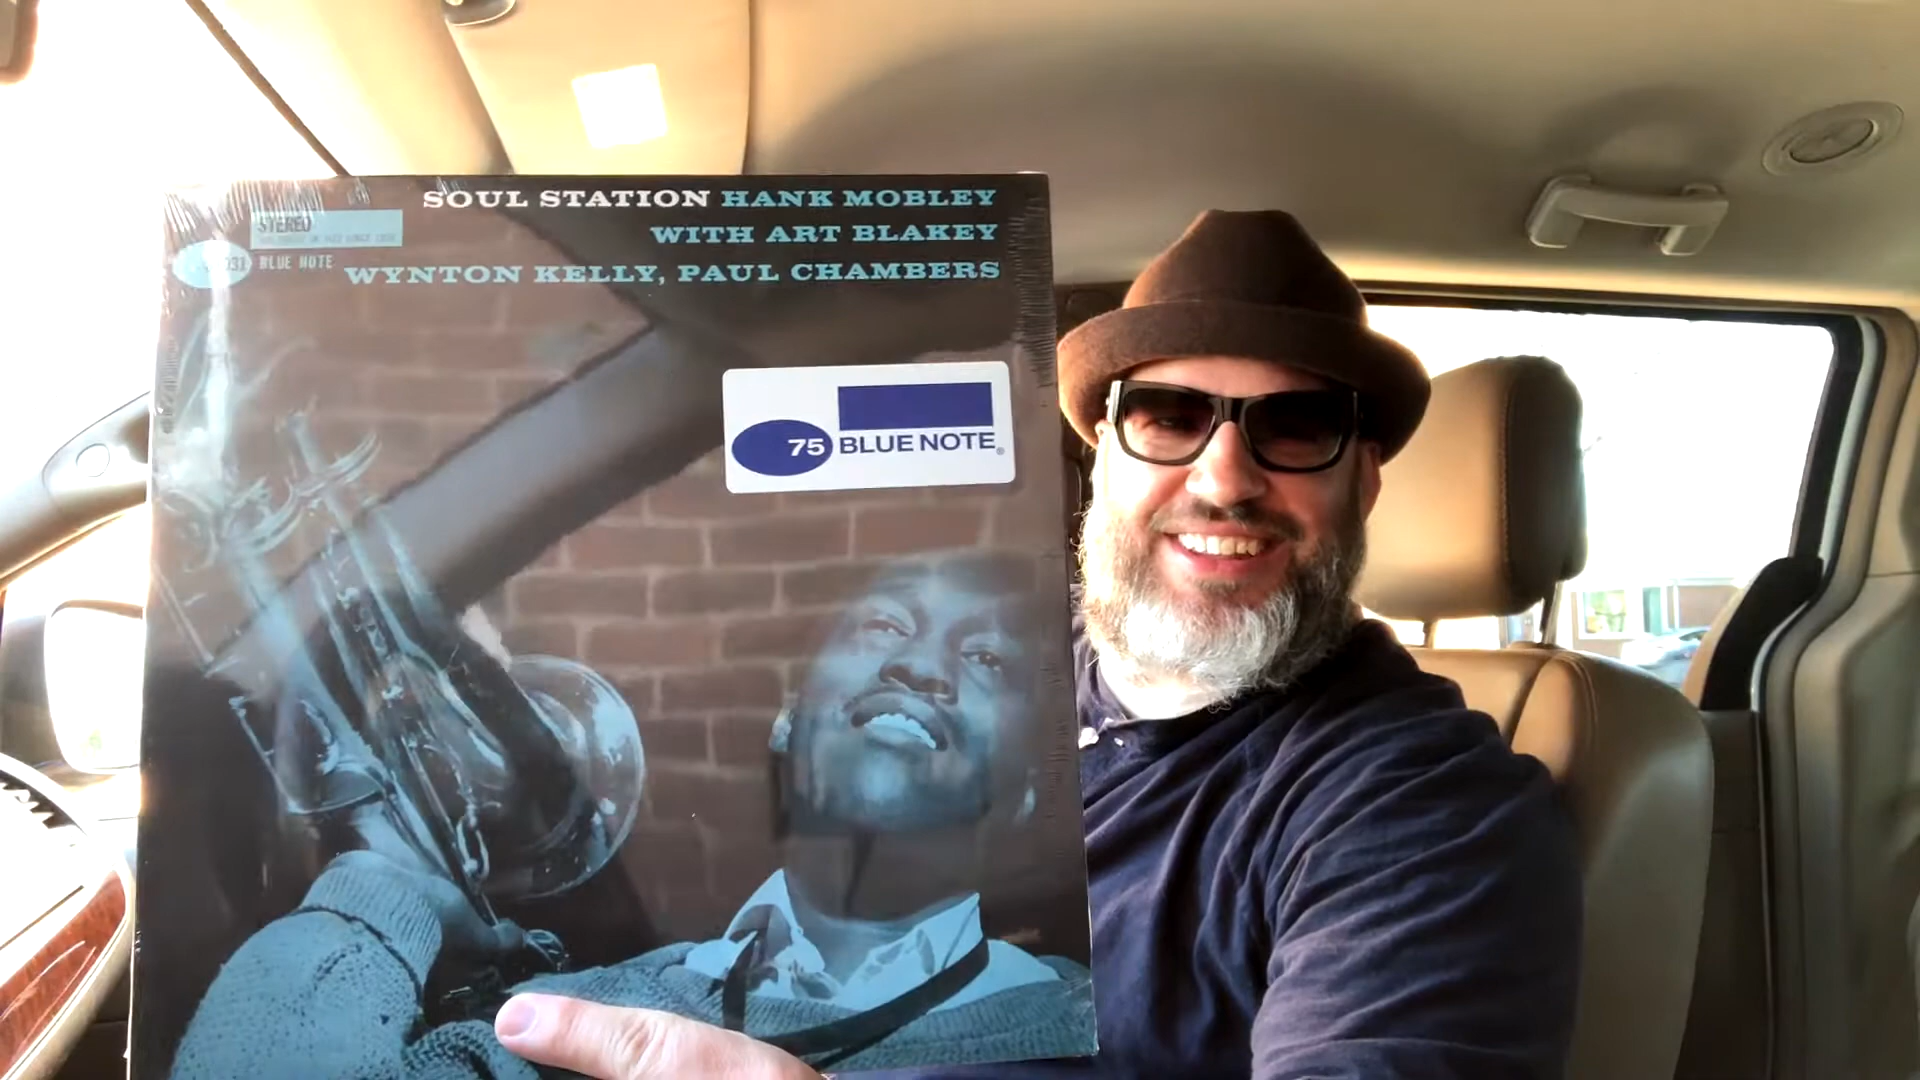 SOUL STATION HANK MOBLEY
WITH ART BLAKEY
WYNTON KELLY, PAUL CHAMBERS
STEREO
BLUE NOTE
75 BLUE NOTE®